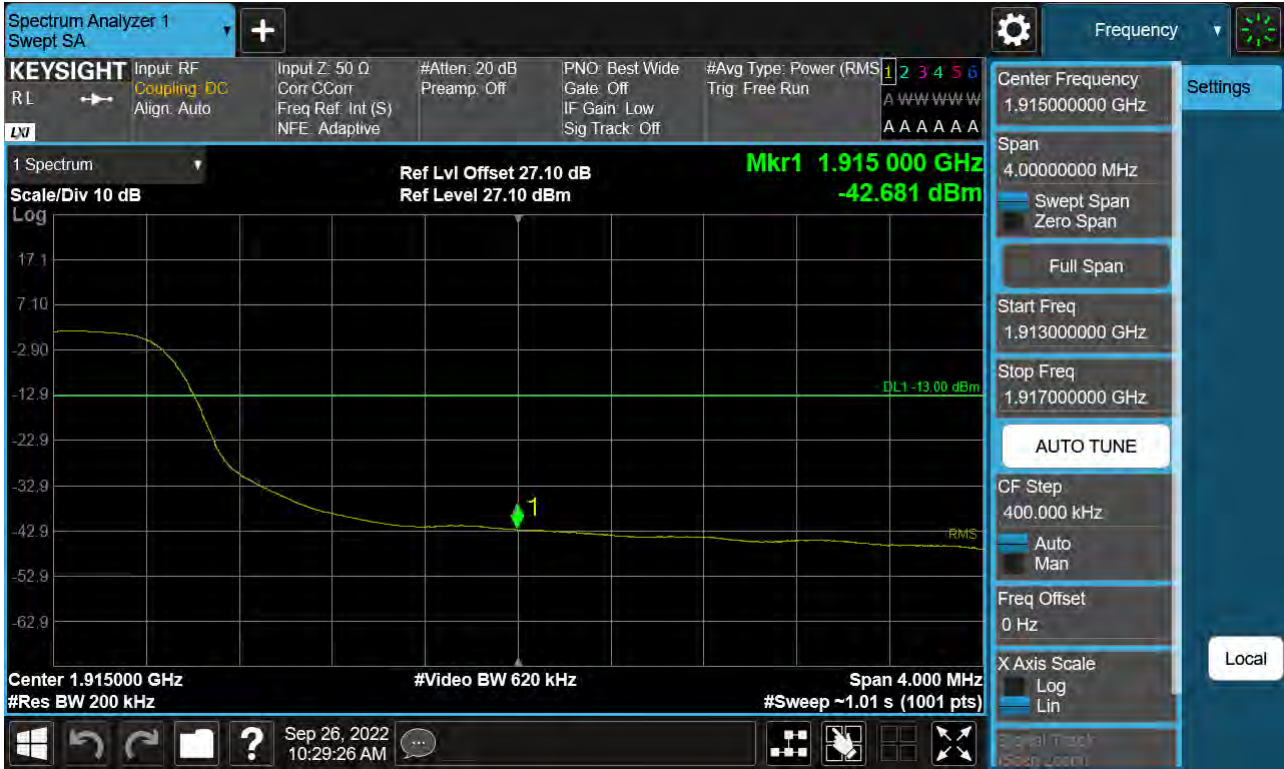 Spectrum Analyzer 1
Swept SA
+
Frequency
KEYSIGHT
RL
LXI
Input: RF
Coupling: DC
Align: Auto
Input Z: 50 Ω
Corr CCorr
Freq Ref: Int (S)
NFE: Adaptive
#Atten: 20 dB
Preamp: Off
PNO: Best Wide
Gate: Off
IF Gain: Low
Sig Track: Off
#Avg Type: Power (RMS
Trig: Free Run
1 2 3 4 5 6
A W W W W W
A A A A A A
1 Spectrum
Scale/Div 10 dB
Log
Ref Lvl Offset 27.10 dB
Ref Level 27.10 dBm
Mkr1 1.915 000 GHz
-42.681 dBm
17.1
7.10
-2.90
-12.9
-22.9
-32.9
-42.9
-52.9
-62.9
DL1 -13.00 dBm
1
RMS
Center 1.915000 GHz
#Res BW 200 kHz
#Video BW 620 kHz
Span 4.000 MHz
#Sweep ~1.01 s (1001 pts)
Center Frequency
1.915000000 GHz
Span
4.00000000 MHz
Swept Span
Zero Span
Full Span
Start Freq
1.913000000 GHz
Stop Freq
1.917000000 GHz
AUTO TUNE
CF Step
400.000 kHz
Auto
Man
Freq Offset
0 Hz
X Axis Scale
Log
Lin
Signal Track
(Span Zoom)
Settings
Local
?
Sep 26, 2022
10:29:26 AM